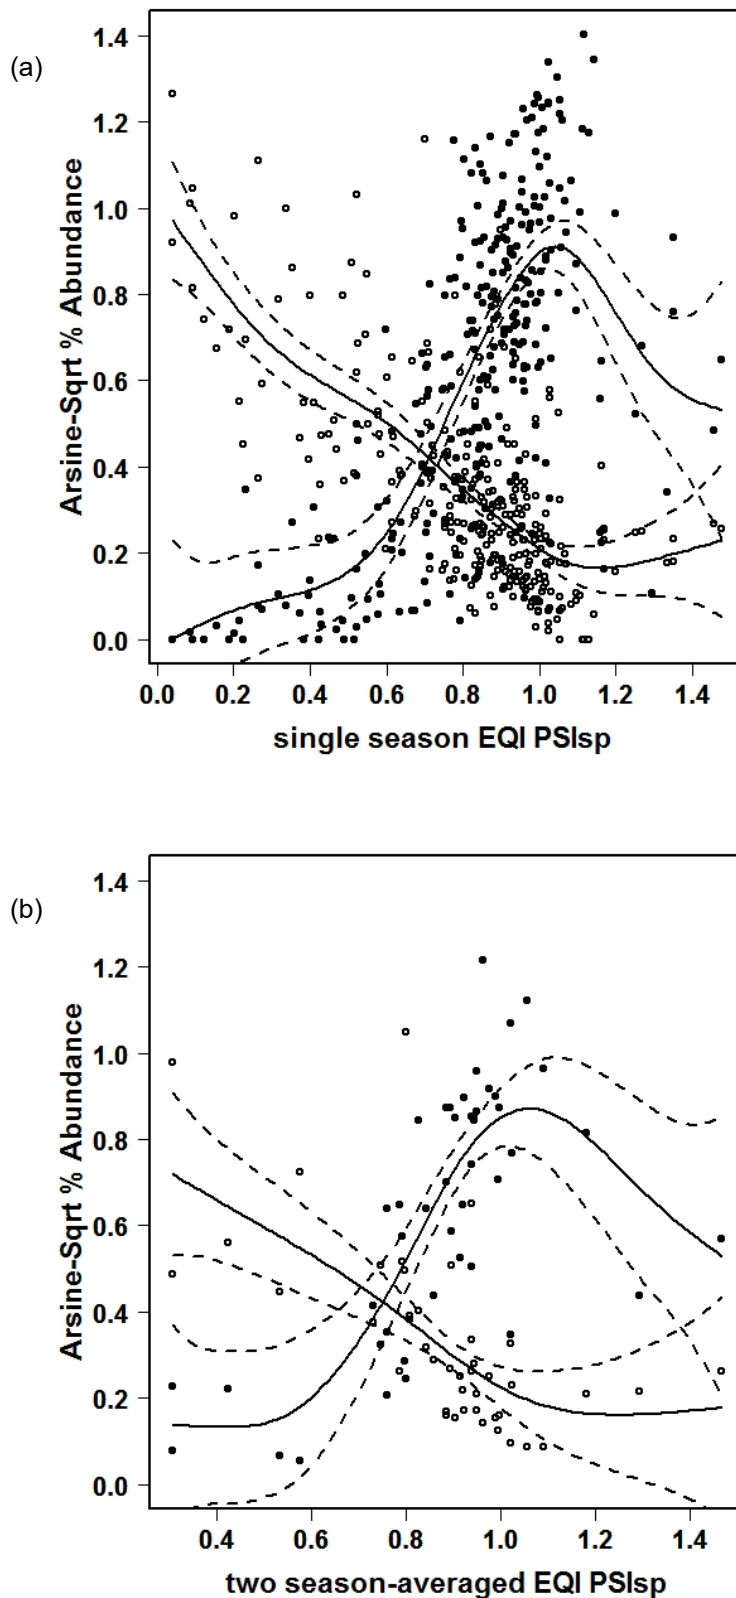 (a)
Arsine-Sqrt % Abundance
1.4
1.2
1.0
0.8
0.6
0.4
0.2
0.0
0.0 0.2 0.4 0.6 0.8 1.0 1.2 1.4
single season EQI PSIsp
(b)
Arsine-Sqrt % Abundance
1.4
1.2
1.0
0.8
0.6
0.4
0.2
0.0
0.4 0.6 0.8 1.0 1.2 1.4
two season-averaged EQI PSIsp